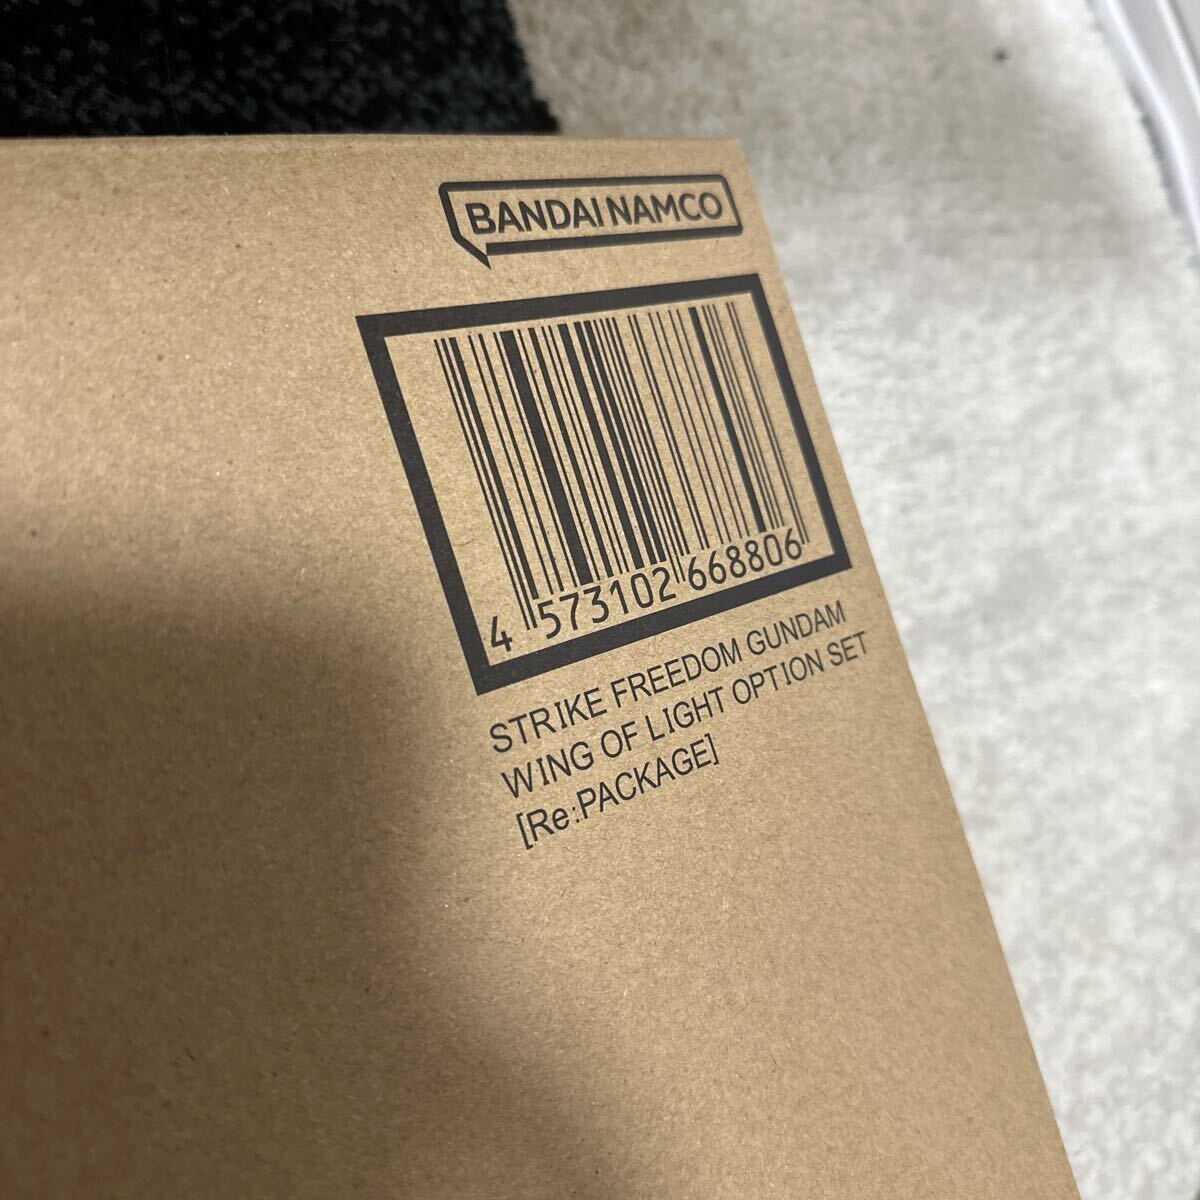 BANDAI NAMCO
4 573102 668806
STRIKE FREEDOM GUNDAM
WING OF LIGHT OPTION SET
[Re:PACKAGE]